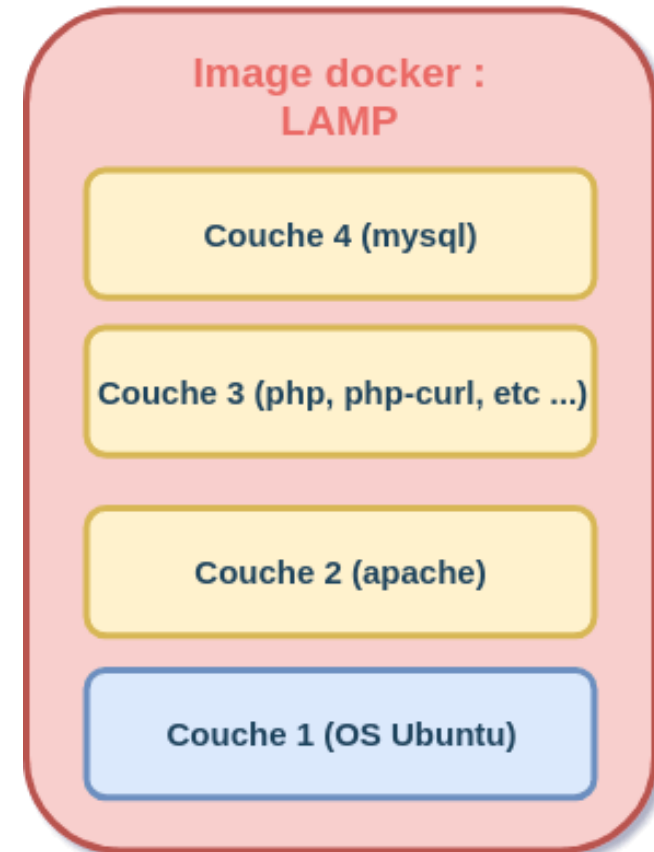 Image docker :
LAMP
Couche 4 (mysql)
Couche 3 (php, php-curl, etc ...)
Couche 2 (apache)
Couche 1 (OS Ubuntu)